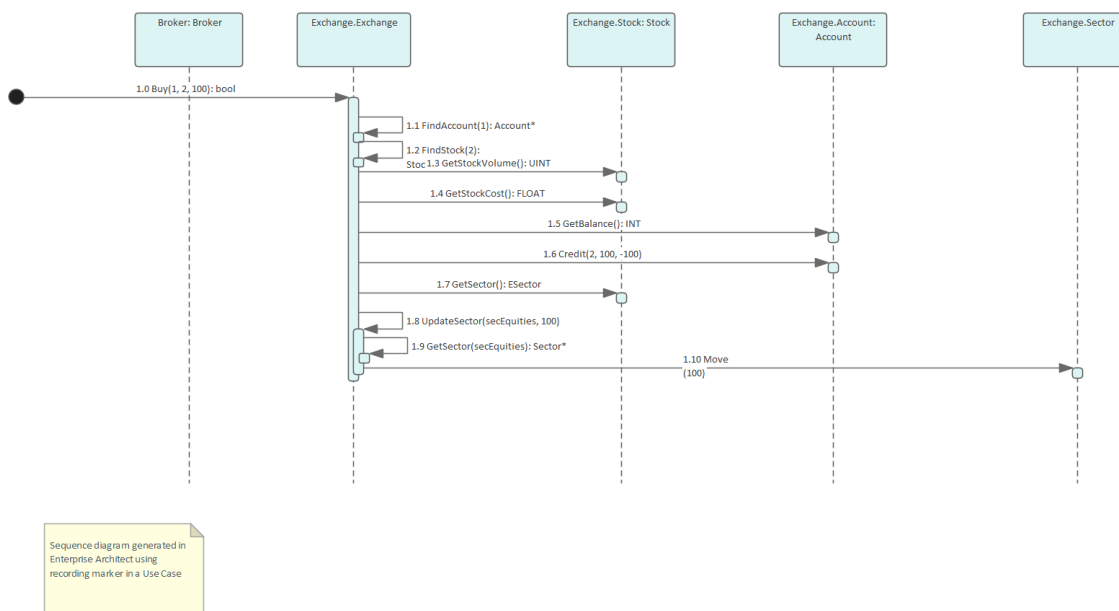 Broker: Broker
Exchange.Exchange
Exchange.Stock: Stock
Exchange.Account:
Account
Exchange.Sector
1.0 Buy(1, 2, 100): bool
1.1 FindAccount(1): Account*
1.2 FindStock(2):
Stoc
1.3 GetStockVolume(): UINT
1.4 GetStockCost(): FLOAT
1.5 GetBalance(): INT
1.6 Credit(2, 100, -100)
1.7 GetSector(): ESector
1.8 UpdateSector(secEquities, 100)
1.9 GetSector(secEquities): Sector*
1.10 Move
(100)
Sequence diagram generated in
Enterprise Architect using
recording marker in a Use Case